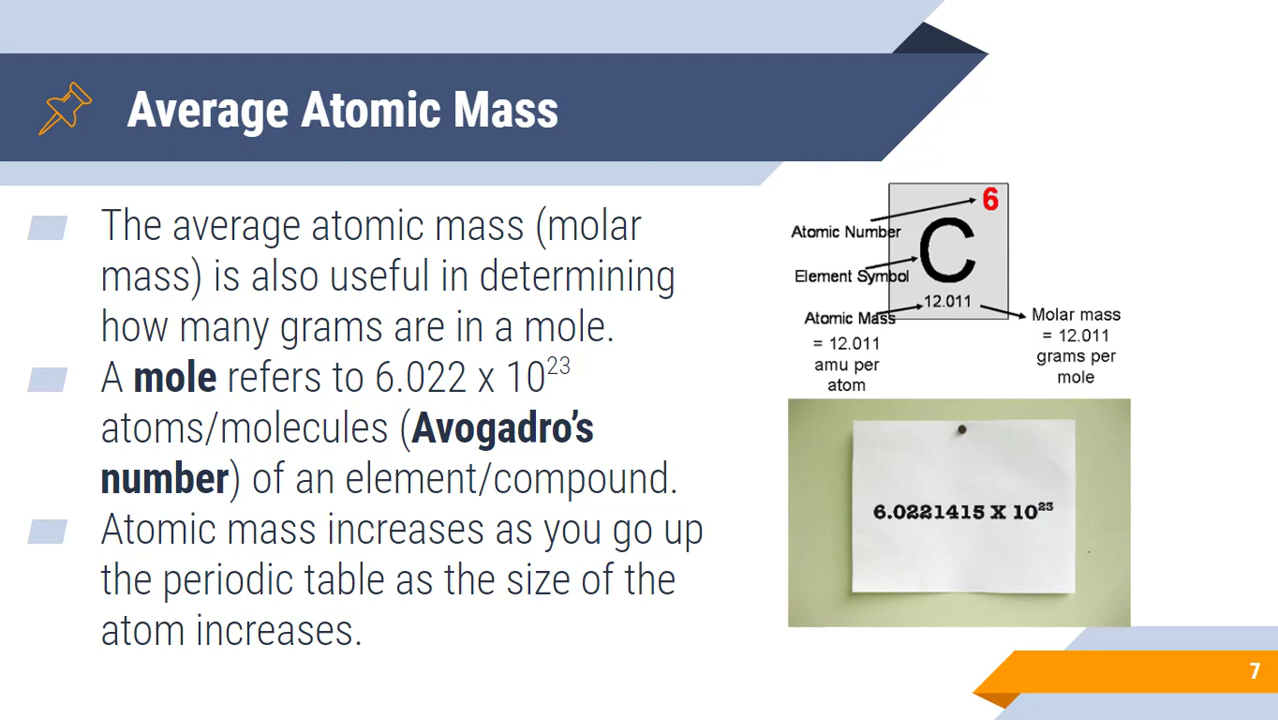 Average Atomic Mass
The average atomic mass (molar
mass) is also useful in determining
how many grams are in a mole.
A mole refers to 6.022 x 10²³
atoms/molecules (Avogadro’s
number) of an element/compound.
Atomic mass increases as you go up
the periodic table as the size of the
atom increases.
6
Atomic Number
C
Element Symbol
12.011
Atomic Mass
= 12.011
amu per
atom
Molar mass
= 12.011
grams per
mole
6.0221415 X 10²³
7